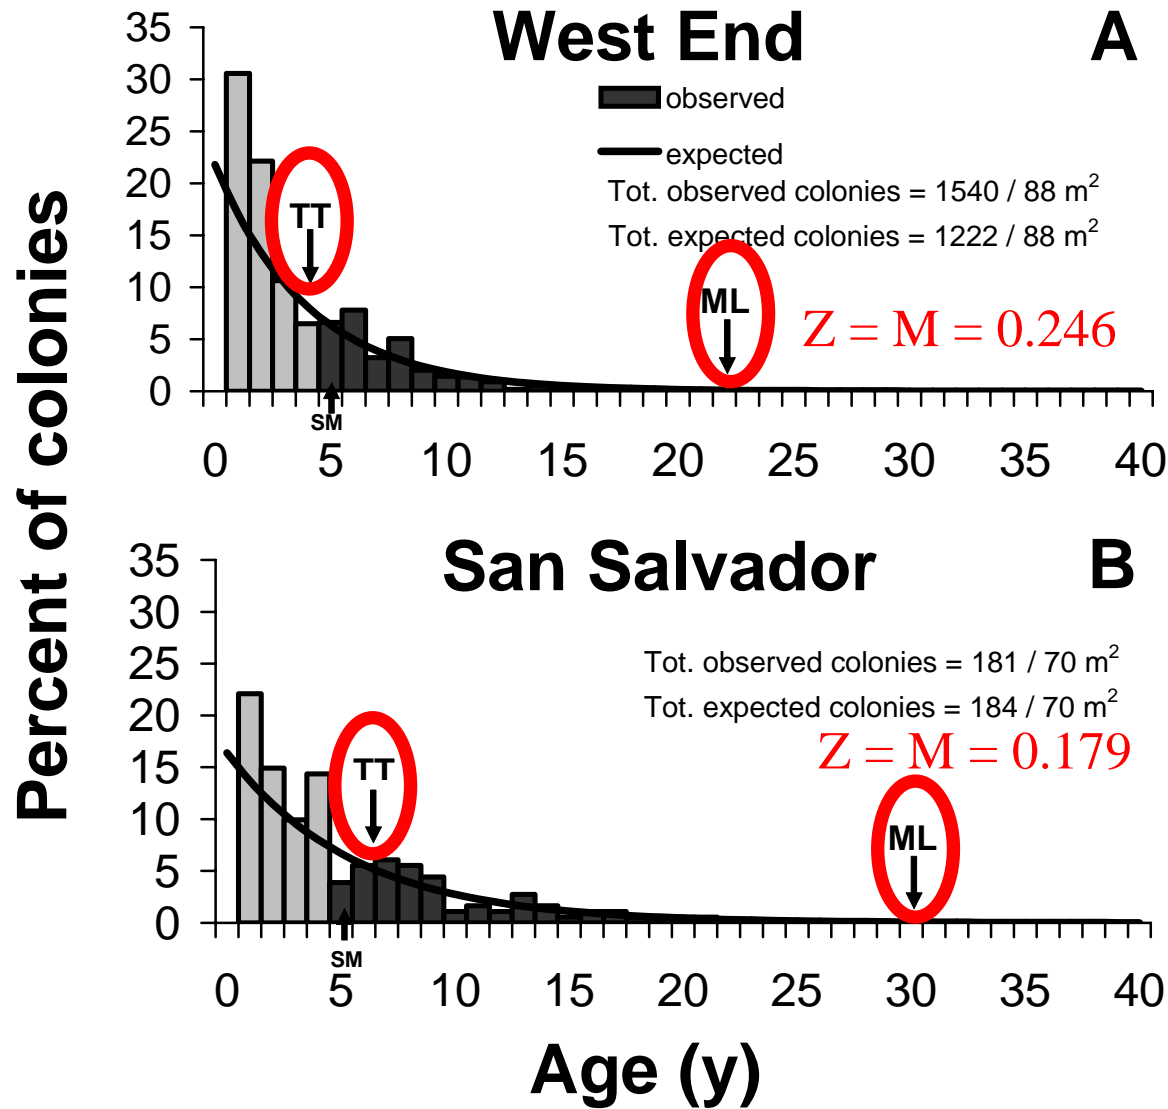 West End
A
35
30
25
20
15
10
5
0
observed
expected
Tot. observed colonies = 1540 / 88 m²
Tot. expected colonies = 1222 / 88 m²
TT
ML
Z = M = 0.246
SM
0 5 10 15 20 25 30 35 40
Percent of colonies
San Salvador
B
35
30
25
20
15
10
5
0
Tot. observed colonies = 181 / 70 m²
Tot. expected colonies = 184 / 70 m²
Z = M = 0.179
TT
ML
SM
0 5 10 15 20 25 30 35 40
Age (y)